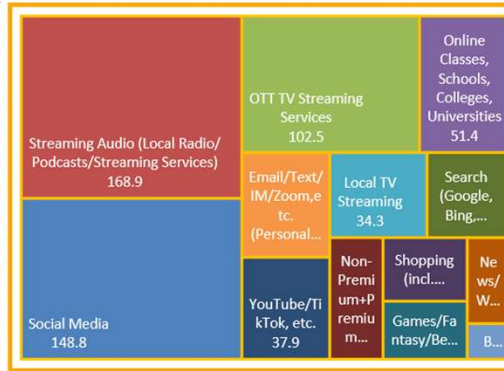 Streaming Audio (Local Radio/
Podcasts/Streaming Services)
168.9
Social Media
148.8
OTT TV Streaming
Services
102.5
Online
Classes,
Schools,
Colleges,
Universities
51.4
Email/Text/
IM/Zoom,e
tc.
(Personal...
Local TV
Streaming
34.3
Search
(Google,
Bing,...
YouTube/Ti
kTok, etc.
37.9
Non-
Premi
um+P
remiu
m...
Shopping
(incl....
Games/Fa
ntasy/Be...
Ne
ws/
W...
B...